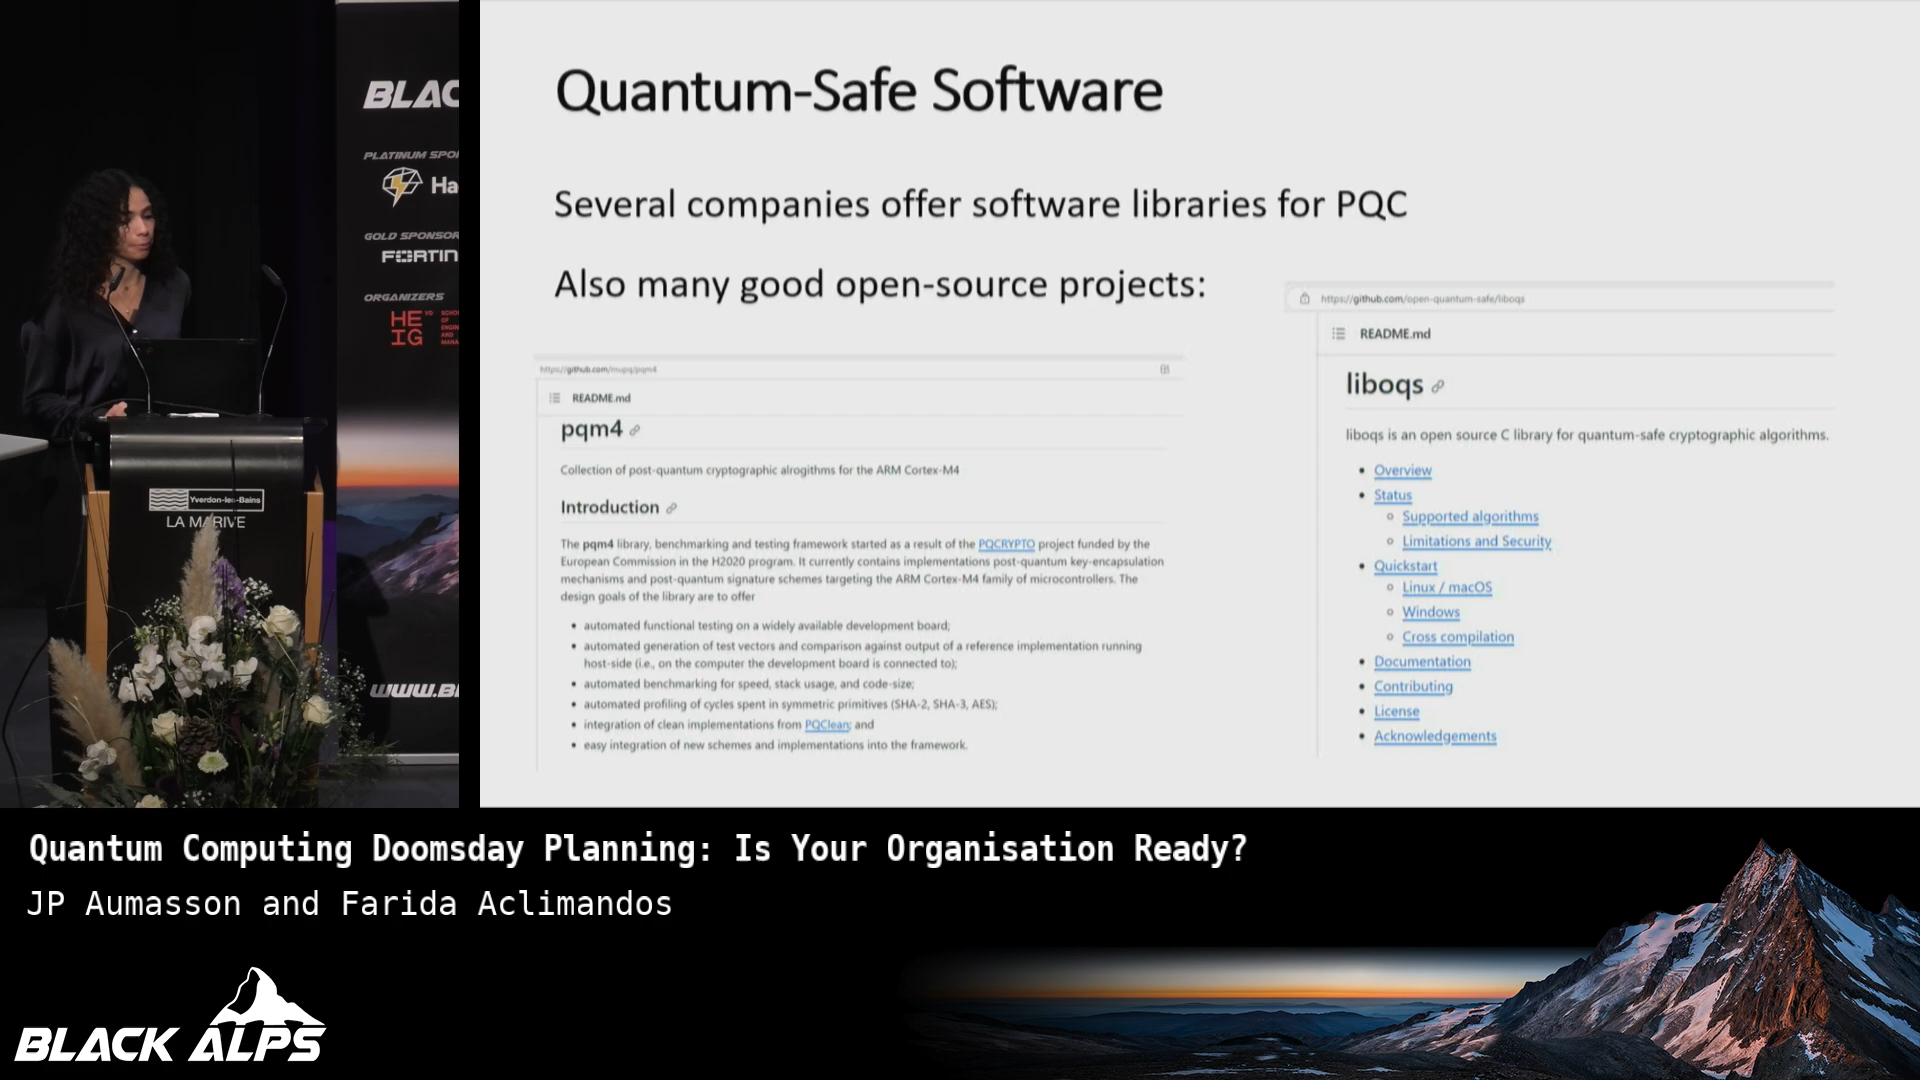 BLAC
PLATINUM SPO
Ha
GOLD SPONSOR
FORTIN
ORGANIZERS
HE
IG
WWW.B
Yverdon-les-Bains
LA MARIVE
Quantum-Safe Software
Several companies offer software libraries for PQC
Also many good open-source projects:
https://github.com/mupq/pqm4
README.md
pqm4
Collection of post-quantum cryptographic alrogithms for the ARM Cortex-M4
Introduction
The pqm4 library, benchmarking and testing framework started as a result of the PQCRYPTO project funded by the
European Commission in the H2020 program. It currently contains implementations post-quantum key-encapsulation
mechanisms and post-quantum signature schemes targeting the ARM Cortex-M4 family of microcontrollers. The
design goals of the library are to offer
• automated functional testing on a widely available development board;
• automated generation of test vectors and comparison against output of a reference implementation running
host-side (i.e., on the computer the development board is connected to);
• automated benchmarking for speed, stack usage, and code-size;
• automated profiling of cycles spent in symmetric primitives (SHA-2, SHA-3, AES);
• integration of clean implementations from PQClean; and
• easy integration of new schemes and implementations into the framework.
https://github.com/open-quantum-safe/liboqs
README.md
liboqs
liboqs is an open source C library for quantum-safe cryptographic algorithms.
• Overview
• Status
○ Supported algorithms
○ Limitations and Security
• Quickstart
○ Linux / macOS
○ Windows
○ Cross compilation
• Documentation
• Contributing
• License
• Acknowledgements
Quantum Computing Doomsday Planning: Is Your Organisation Ready?
JP Aumasson and Farida Aclimandos
BLACK ALPS